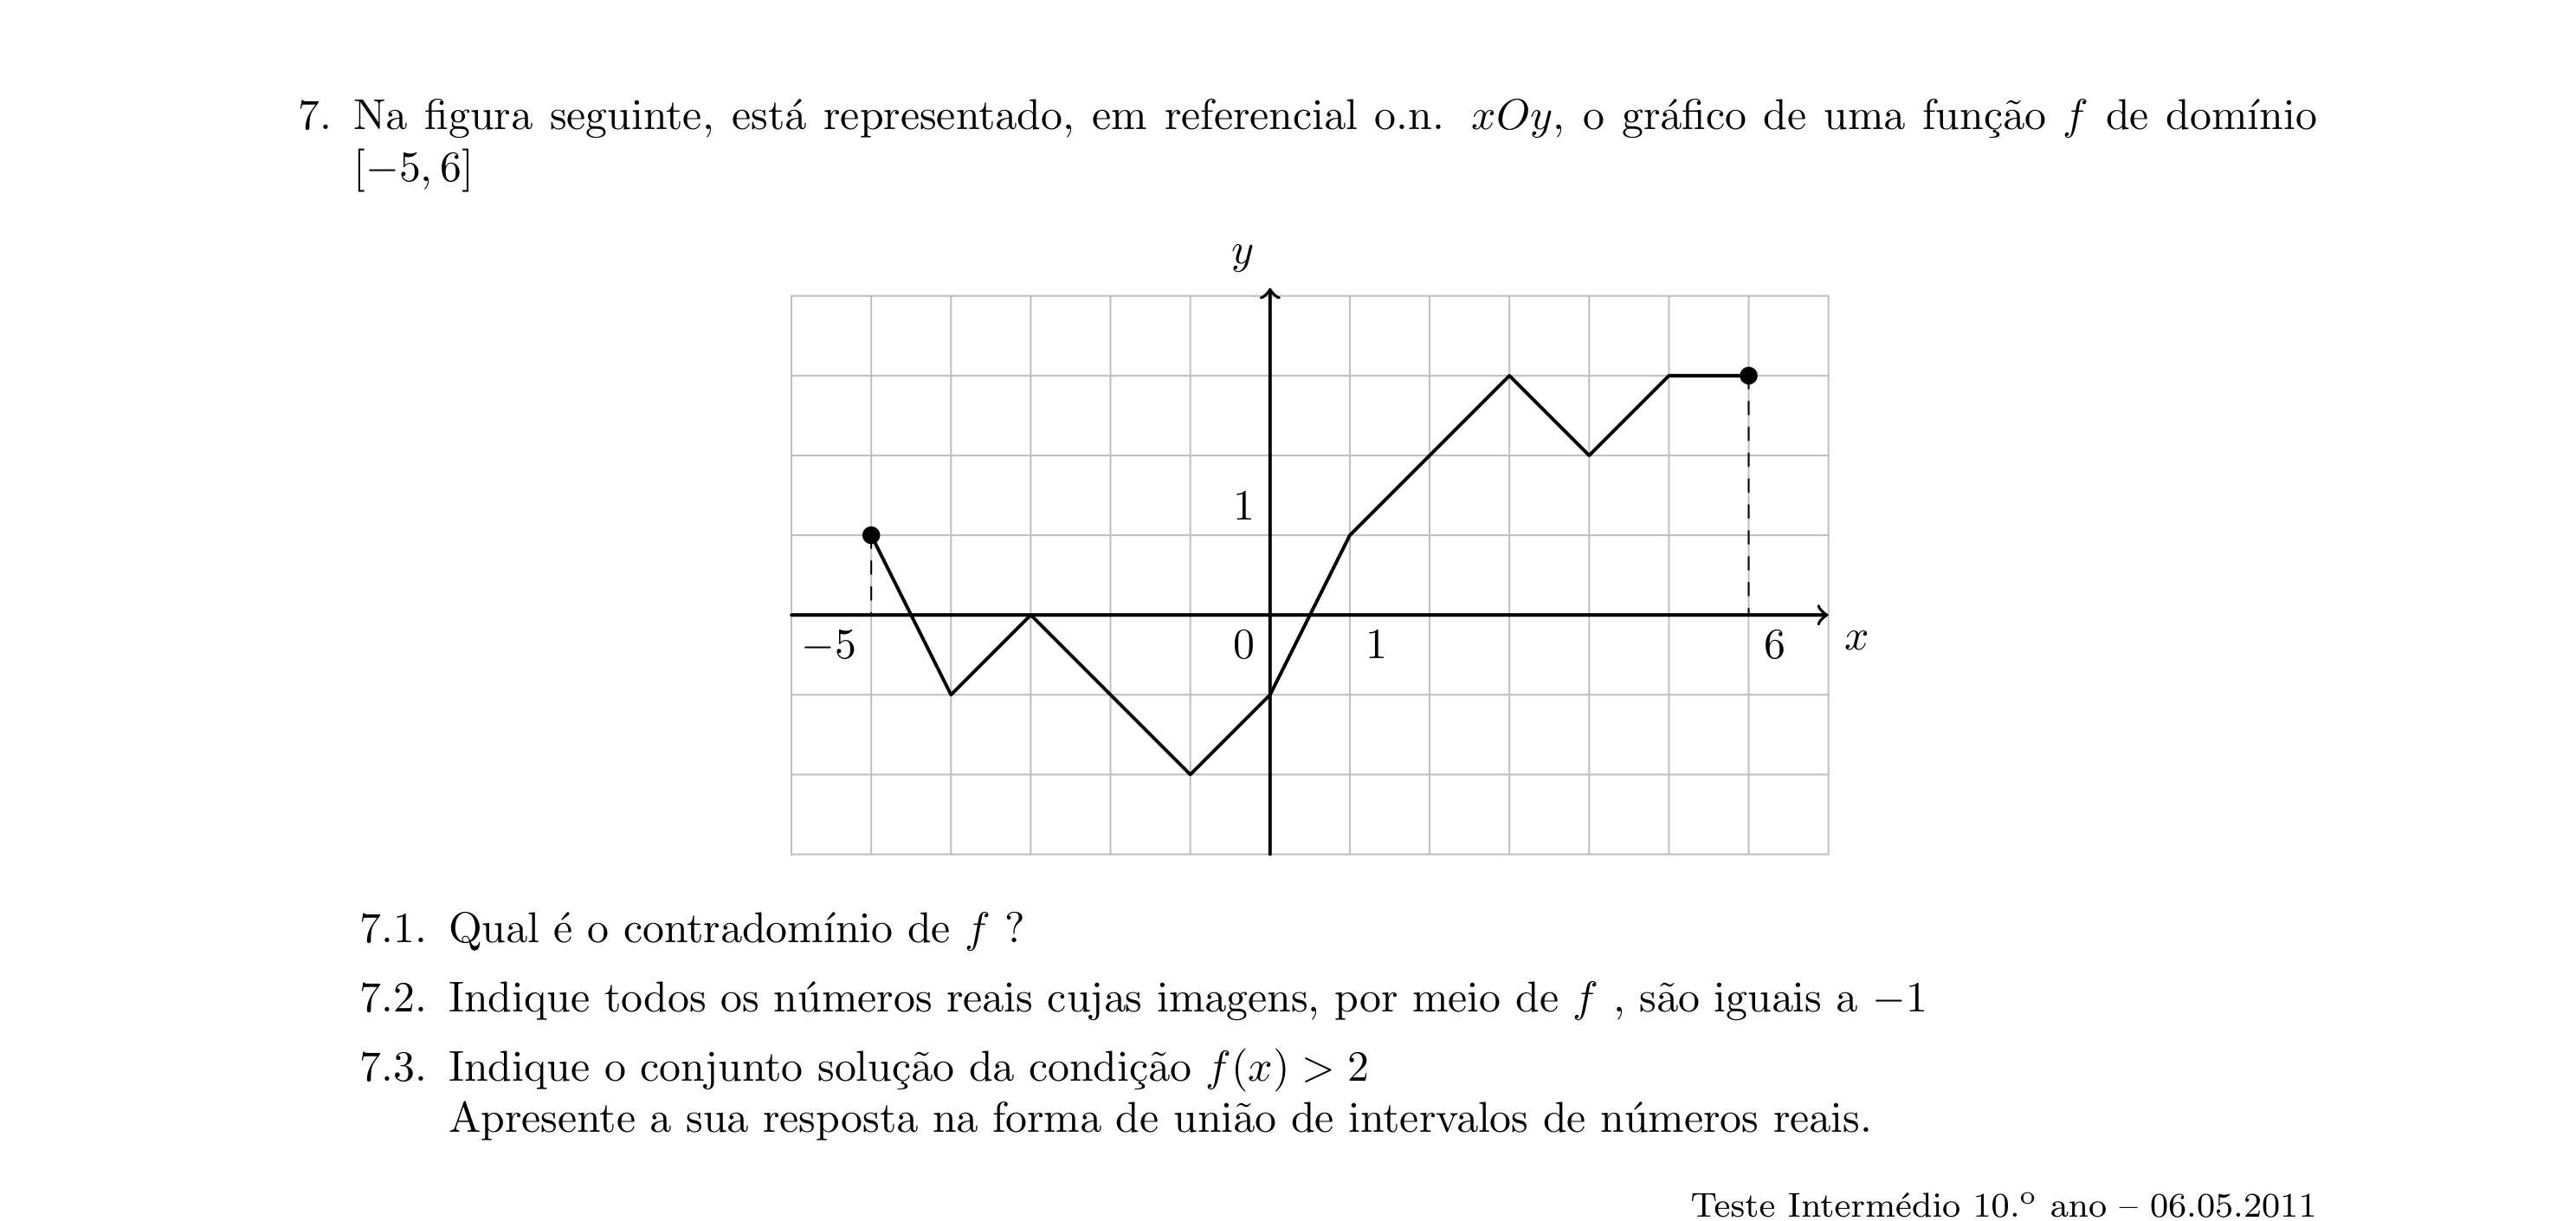 7. Na figura seguinte, está representado, em referencial o.n. xOy, o gráfico de uma função f de domínio
[−5, 6]
y
1
−5
0
1
6
x
7.1. Qual é o contradomínio de f ?
7.2. Indique todos os números reais cujas imagens, por meio de f , são iguais a −1
7.3. Indique o conjunto solução da condição f(x) > 2
Apresente a sua resposta na forma de união de intervalos de números reais.
Teste Intermédio 10.º ano – 06.05.2011